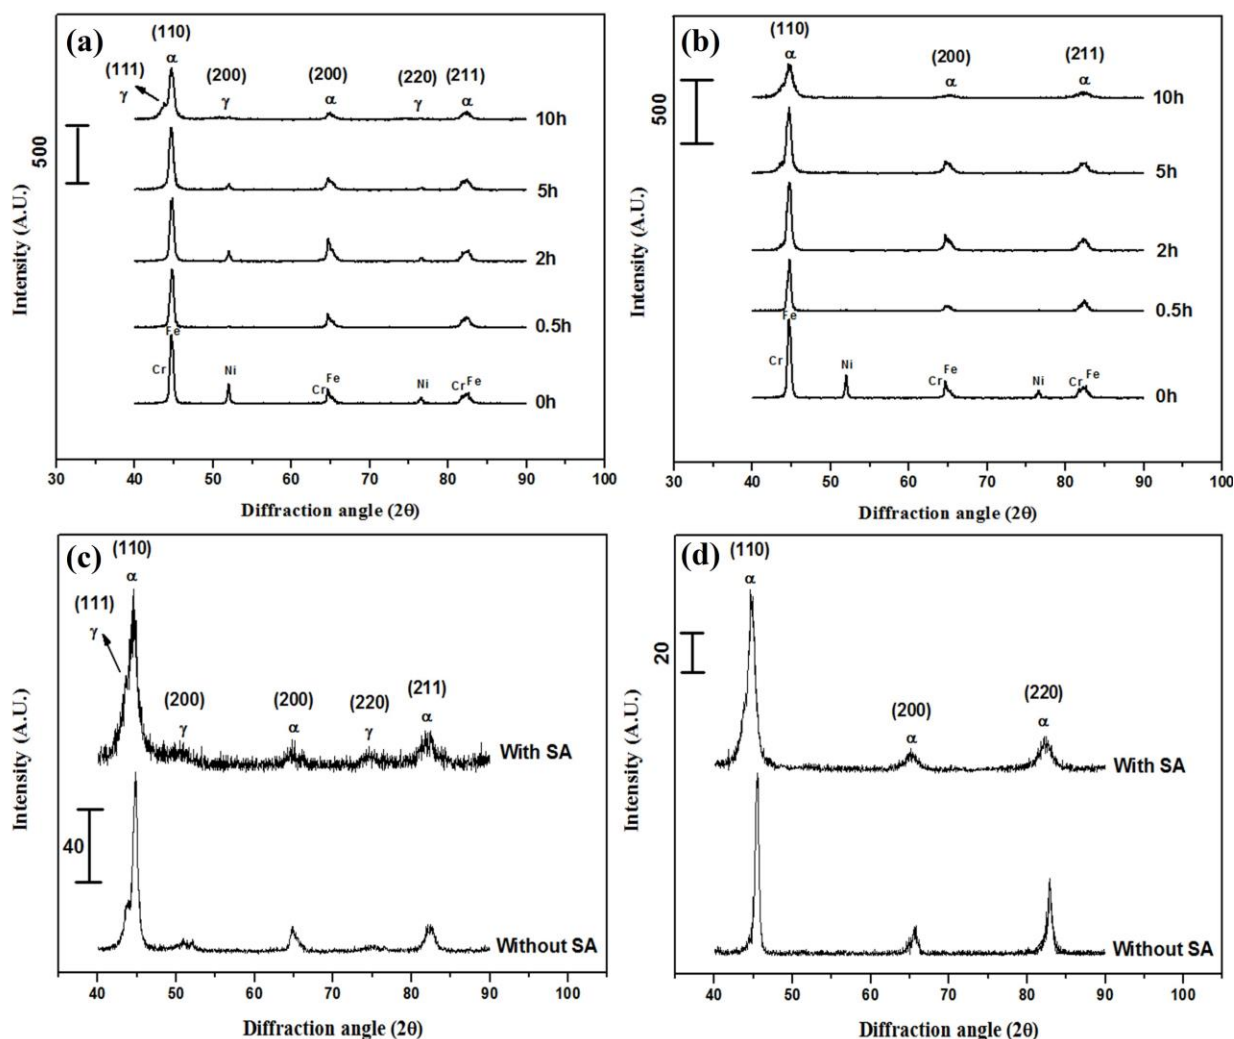 (a)
(110)
α
(111)
γ
(200)
γ
(200)
α
(220)
γ
(211)
α
10h
500
5h
2h
0.5h
Fe
Cr
Ni
Cr Fe
Ni
Cr Fe
0h
Intensity (A.U.)
30 40 50 60 70 80 90 100
Diffraction angle (2θ)
(b)
(110)
α
(200)
α
(211)
α
10h
500
5h
2h
0.5h
Fe
Cr
Ni
Cr Fe
Ni
Cr Fe
0h
Intensity (A.U.)
30 40 50 60 70 80 90 100
Diffraction angle (2θ)
(c)
(110)
α
(111)
γ
(200)
γ
(200)
α
(220)
γ
(211)
α
With SA
40
Without SA
Intensity (A.U.)
40 50 60 70 80 90 100
Diffraction angle (2θ)
(d)
(110)
α
20
(200)
α
(220)
α
With SA
Without SA
Intensity (A.U.)
40 50 60 70 80 90 100
Diffraction angle (2θ)